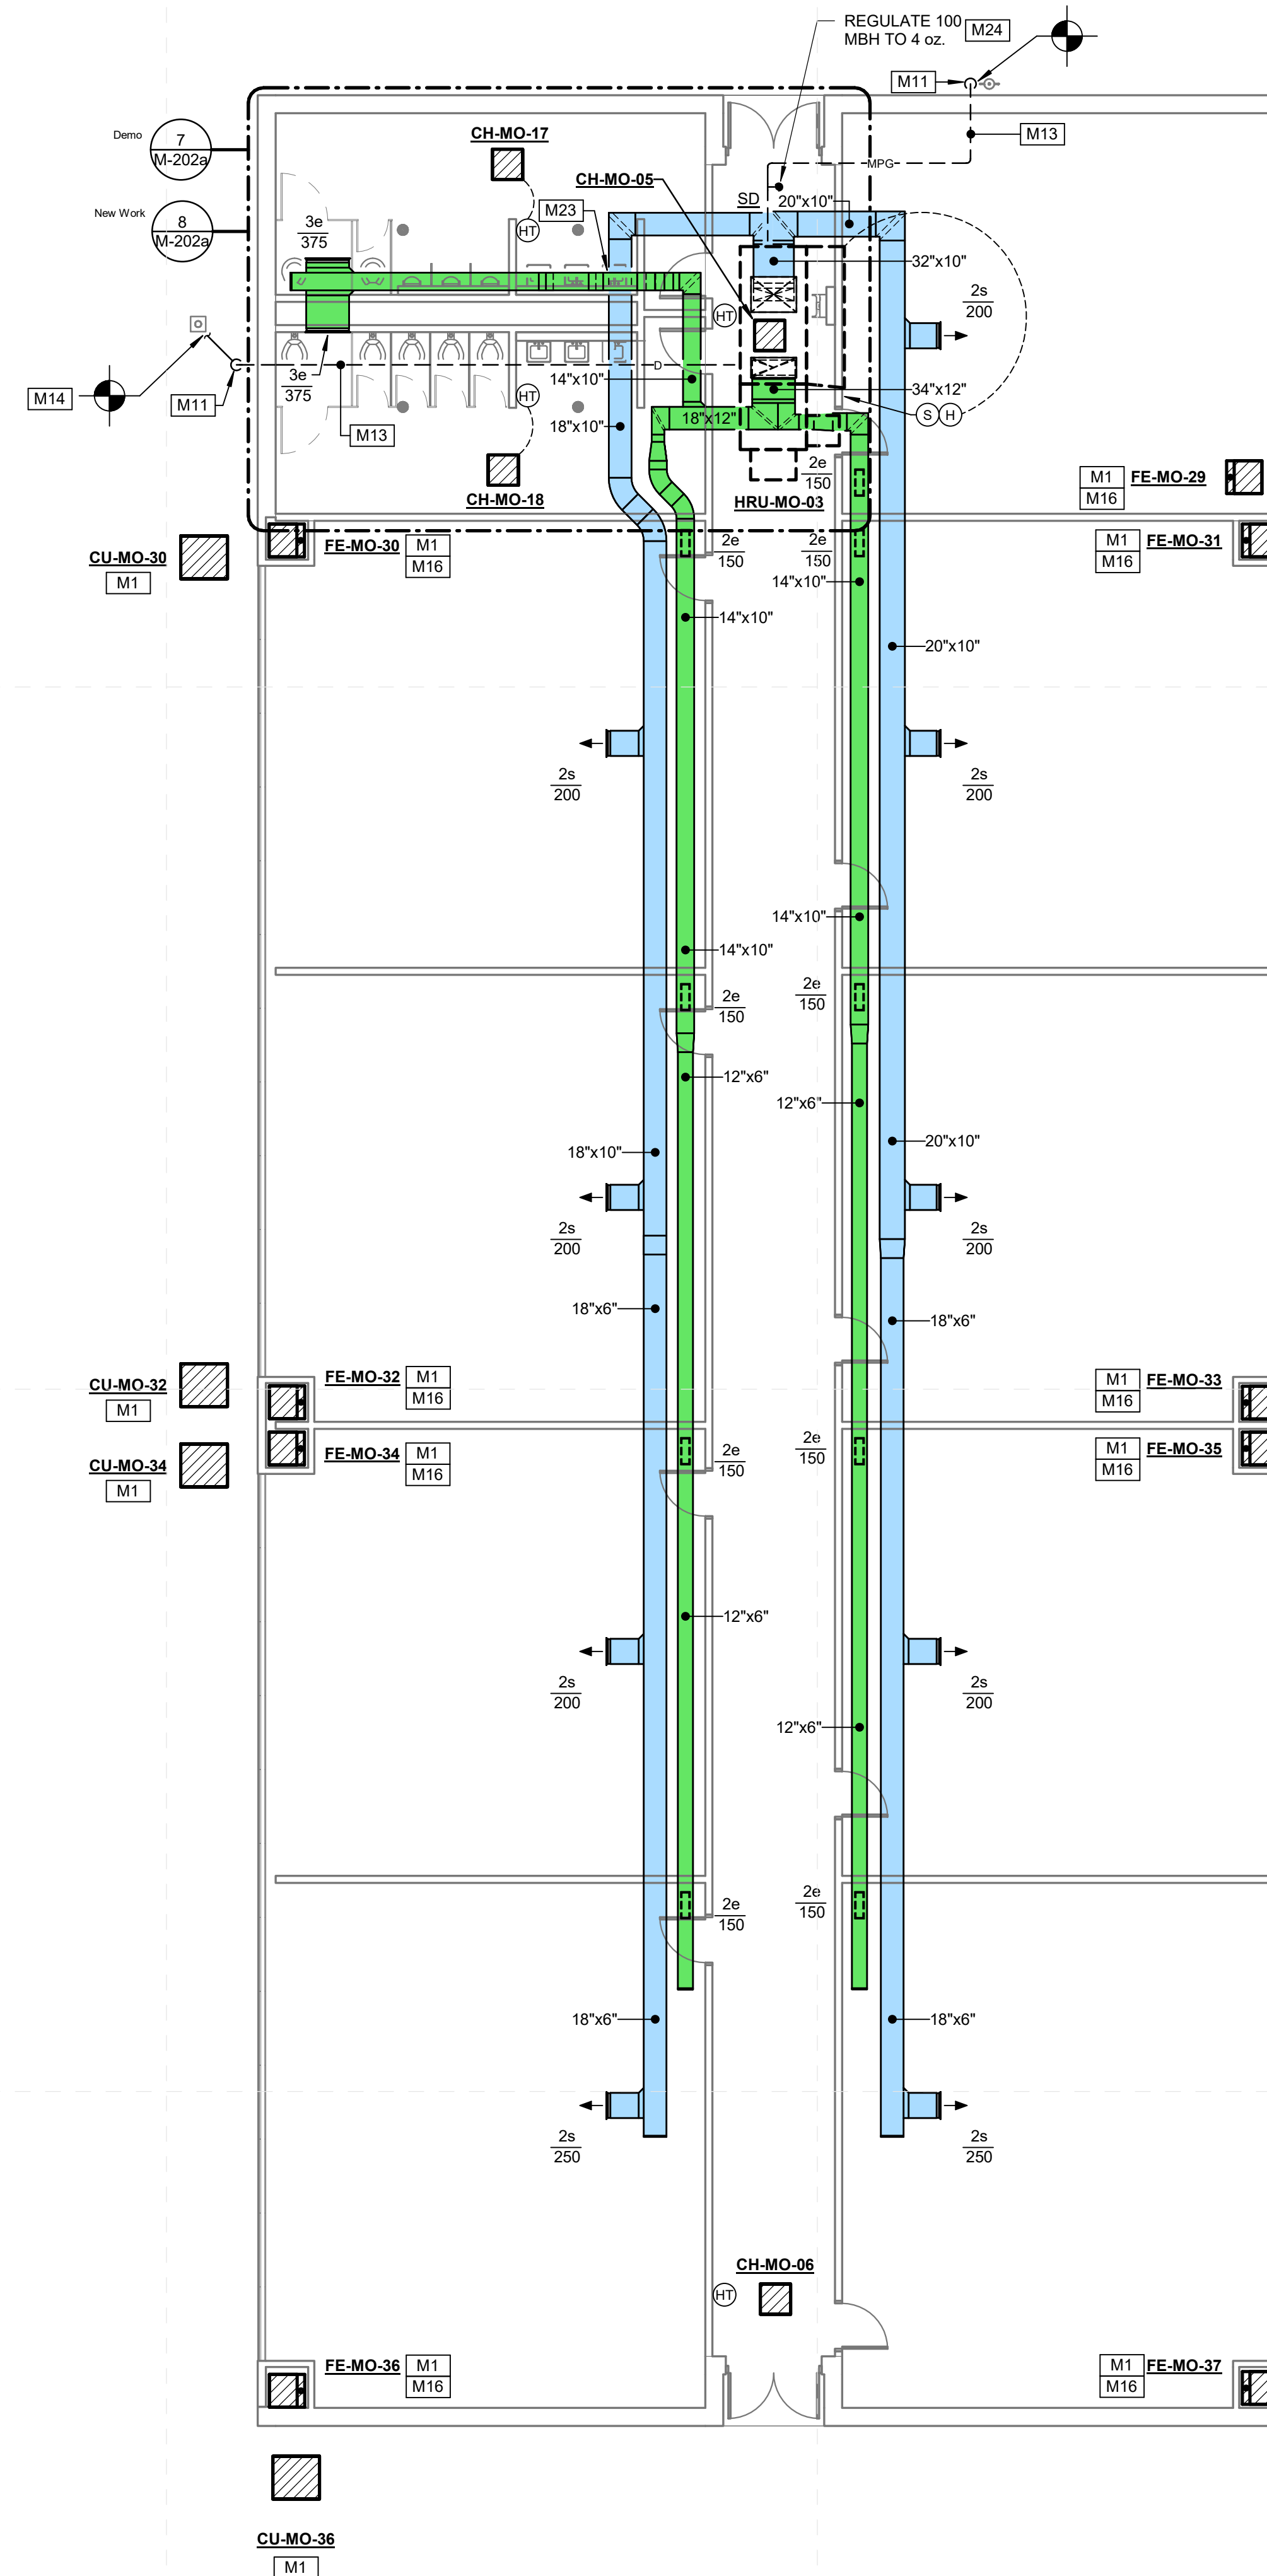 REGULATE 100
MBH TO 4 oz.
M24
M11
M13
MPG
Demo
7
M-202a
New Work
8
M-202a
CH-MO-17
CH-MO-05
M23
HT
SD
20"x10"
3e
375
32"x10"
2s
200
HT
D
14"x10"
34"x12"
M14
M11
3e
375
M13
HT
18"x10"
18"x12"
S
H
CH-MO-18
2e
150
HRU-MO-03
M1
M16
FE-MO-29
CU-MO-30
M1
FE-MO-30
M1
M16
2e
150
2e
150
M1
M16
FE-MO-31
14"x10"
14"x10"
20"x10"
2s
200
2s
200
14"x10"
14"x10"
2e
150
2e
150
12"x6"
12"x6"
18"x10"
20"x10"
2s
200
2s
200
18"x6"
18"x6"
CU-MO-32
M1
FE-MO-32
M1
M16
M1
M16
FE-MO-33
CU-MO-34
M1
FE-MO-34
M1
M16
2e
150
2e
150
M1
M16
FE-MO-35
12"x6"
2s
200
2s
200
12"x6"
2e
150
2e
150
18"x6"
18"x6"
2s
250
2s
250
CH-MO-06
HT
FE-MO-36
M1
M16
M1
M16
FE-MO-37
CU-MO-36
M1